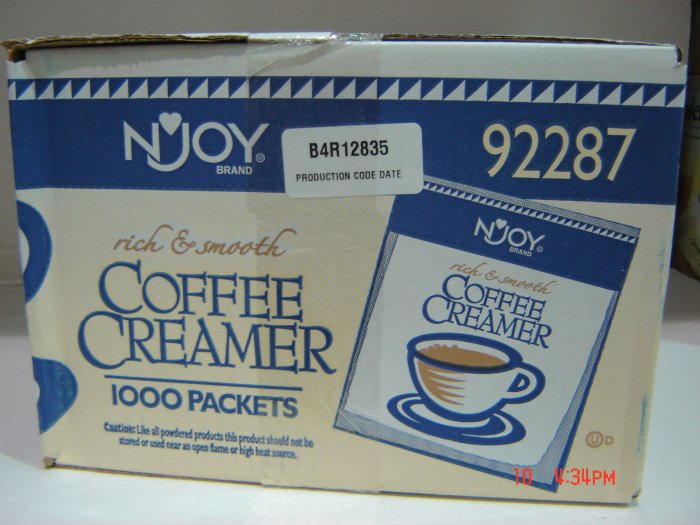 NJOY®
BRAND
B4R12835
PRODUCTION CODE DATE
92287
rich & smooth
COFFEE
CREAMER
1000 PACKETS
Caution: Like all powdered products this product should not be
stored or used near an open flame or high heat source.
NJOY®
BRAND
rich & smooth
COFFEE
CREAMER
U D
10 4:34PM